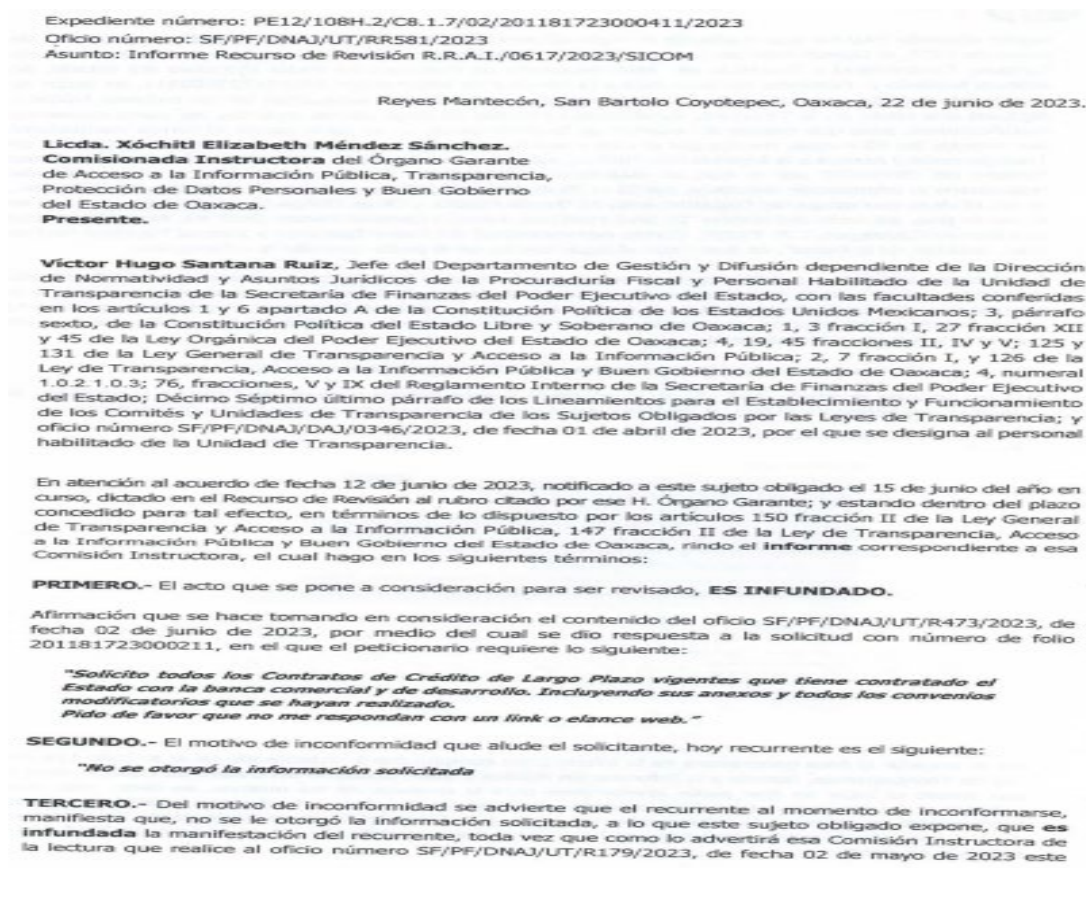 Expediente número: PE12/108H.2/C8.1.7/02/201181723000411/2023
Oficio número: SF/PF/DNAJ/UT/RR581/2023
Asunto: Informe Recurso de Revisión R.R.A.I./0617/2023/SICOM
Reyes Mantecón, San Bartolo Coyotepec, Oaxaca, 22 de junio de 2023.
Licda. Xóchitl Elizabeth Méndez Sánchez.
Comisionada Instructora del Órgano Garante
de Acceso a la Información Pública, Transparencia,
Protección de Datos Personales y Buen Gobierno
del Estado de Oaxaca.
Presente.
Víctor Hugo Santana Ruiz, Jefe del Departamento de Gestión y Difusión dependiente de la Dirección
de Normatividad y Asuntos Jurídicos de la Procuraduría Fiscal y Personal Habilitado de la Unidad de
Transparencia de la Secretaría de Finanzas del Poder Ejecutivo del Estado, con las facultades conferidas
en los artículos 1 y 6 apartado A de la Constitución Política de los Estados Unidos Mexicanos; 3, párrafo
sexto, de la Constitución Política del Estado Libre y Soberano de Oaxaca; 1, 3 fracción I, 27 fracción XII
y 45 de la Ley Orgánica del Poder Ejecutivo del Estado de Oaxaca; 4, 19, 45 fracciones II, IV y V; 125 y
131 de la Ley General de Transparencia y Acceso a la Información Pública; 2, 7 fracción I, y 126 de la
Ley de Transparencia, Acceso a la Información Pública y Buen Gobierno del Estado de Oaxaca; 4, numeral
1.0.2.1.0.3; 76, fracciones, V y IX del Reglamento Interno de la Secretaría de Finanzas del Poder Ejecutivo
del Estado; Décimo Séptimo último párrafo de los Lineamientos para el Establecimiento y Funcionamiento
de los Comités y Unidades de Transparencia de los Sujetos Obligados por las Leyes de Transparencia; y
oficio número SF/PF/DNAJ/DAJ/0346/2023, de fecha 01 de abril de 2023, por el que se designa al personal
habilitado de la Unidad de Transparencia.
En atención al acuerdo de fecha 12 de junio de 2023, notificado a este sujeto obligado el 15 de junio del año en
curso, dictado en el Recurso de Revisión al rubro citado por ese H. Órgano Garante; y estando dentro del plazo
concedido para tal efecto, en términos de lo dispuesto por los artículos 150 fracción II de la Ley General
de Transparencia y Acceso a la Información Pública, 147 fracción II de la Ley de Transparencia, Acceso
a la Información Pública y Buen Gobierno del Estado de Oaxaca, rindo el informe correspondiente a esa
Comisión Instructora, el cual hago en los siguientes términos:
PRIMERO.- El acto que se pone a consideración para ser revisado, ES INFUNDADO.
Afirmación que se hace tomando en consideración el contenido del oficio SF/PF/DNAJ/UT/R473/2023, de
fecha 02 de junio de 2023, por medio del cual se dio respuesta a la solicitud con número de folio
201181723000211, en el que el peticionario requiere lo siguiente:
"Solicito todos los Contratos de Crédito de Largo Plazo vigentes que tiene contratado el
Estado con la banca comercial y de desarrollo. Incluyendo sus anexos y todos los convenios
modificatorios que se hayan realizado.
Pido de favor que no me respondan con un link o elance web."
SEGUNDO.- El motivo de inconformidad que alude el solicitante, hoy recurrente es el siguiente:
"No se otorgó la información solicitada
TERCERO.- Del motivo de inconformidad se advierte que el recurrente al momento de inconformarse,
manifiesta que, no se le otorgó la información solicitada, a lo que este sujeto obligado expone, que es
infundada la manifestación del recurrente, toda vez que como lo advertirá esa Comisión Instructora de
la lectura que realice al oficio número SF/PF/DNAJ/UT/R179/2023, de fecha 02 de mayo de 2023 este